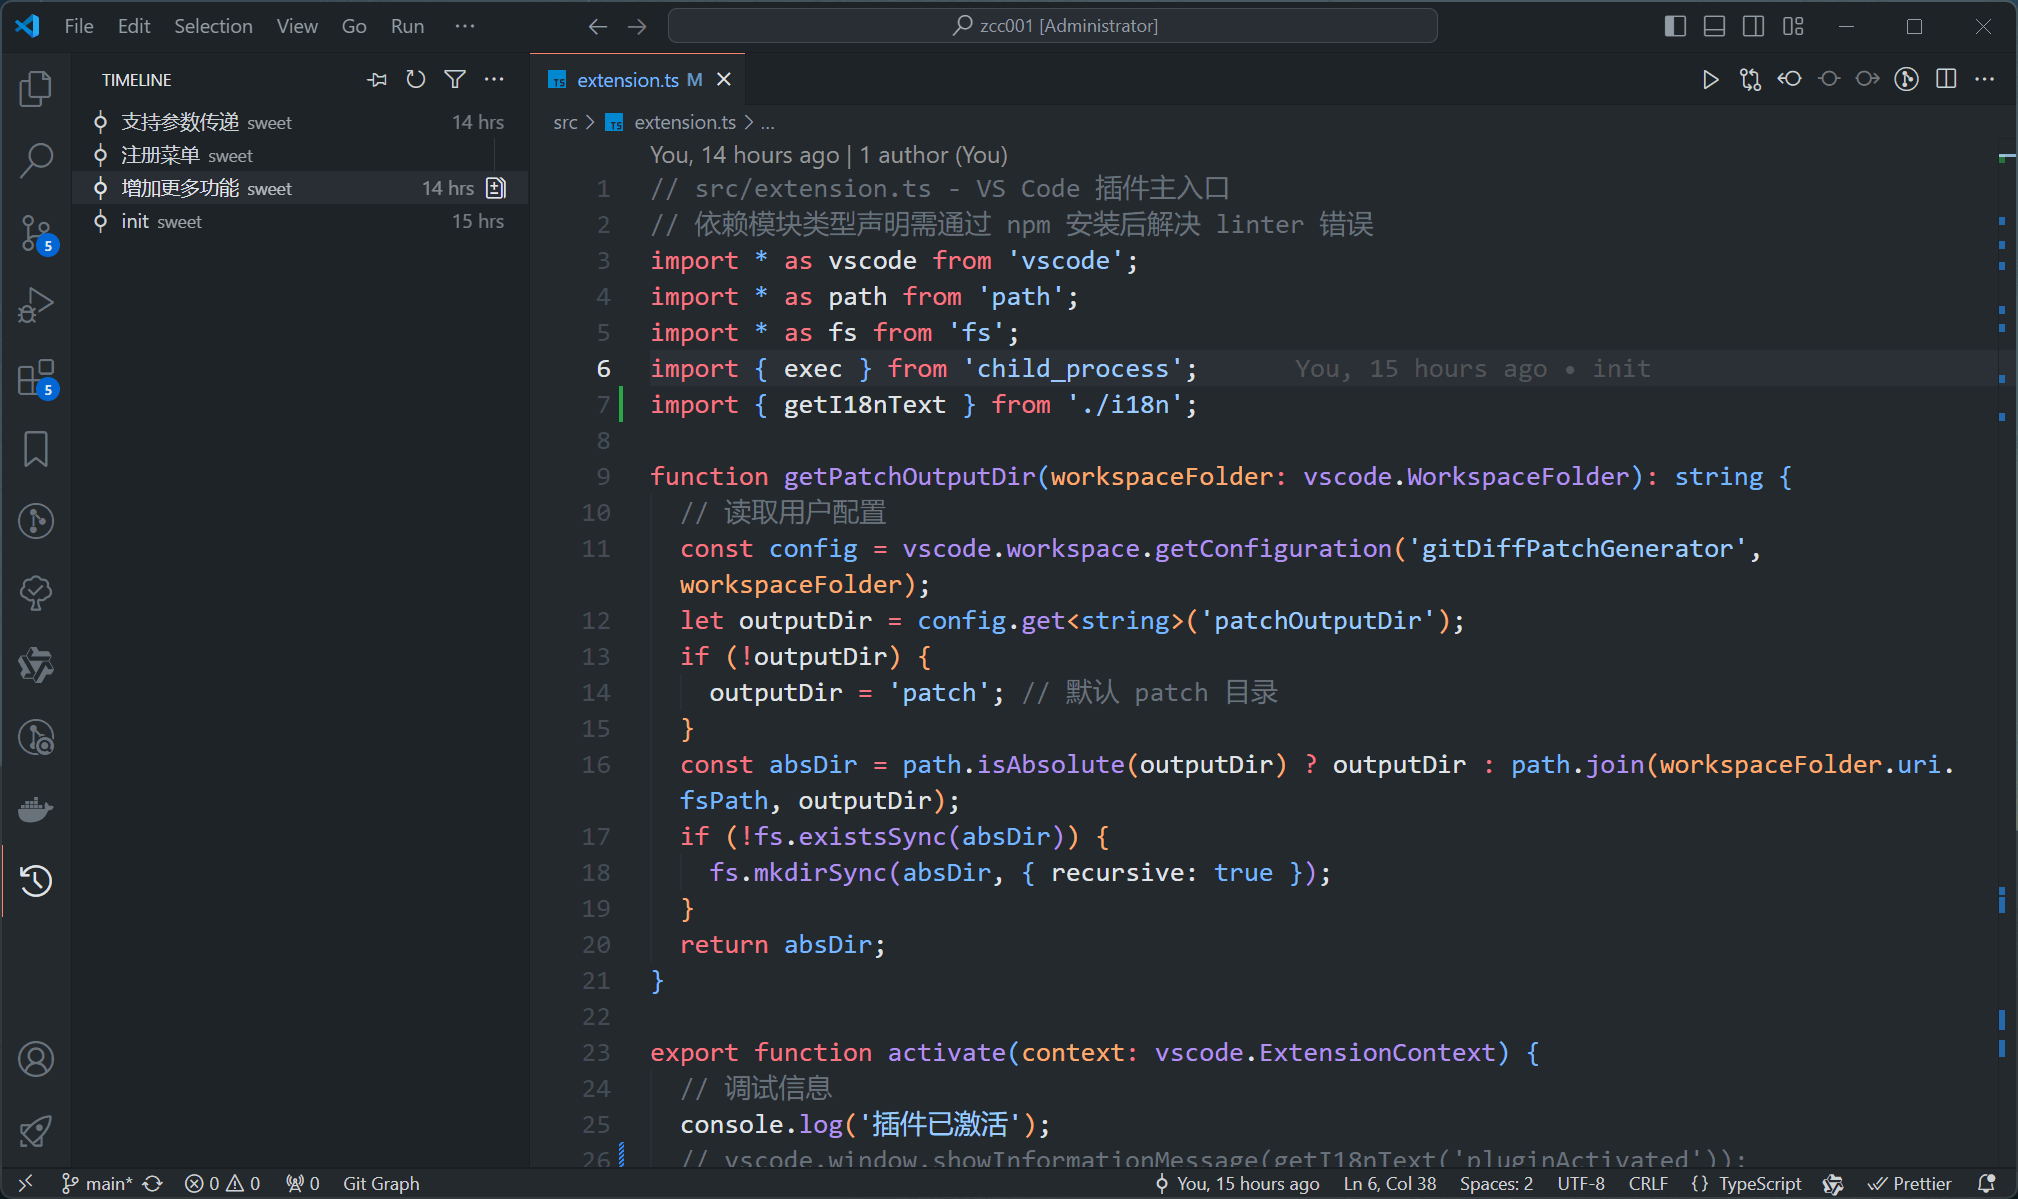 File Edit Selection View Go Run ···
zcc001 [Administrator]
TIMELINE
支持参数传递 sweet 14 hrs
注册菜单 sweet
增加更多功能 sweet 14 hrs
init sweet 15 hrs
5
5
TS extension.ts M
src > TS extension.ts > ...
You, 14 hours ago | 1 author (You)
1 // src/extension.ts - VS Code 插件主入口
2 // 依赖模块类型声明需通过 npm 安装后解决 linter 错误
3 import * as vscode from 'vscode';
4 import * as path from 'path';
5 import * as fs from 'fs';
6 import { exec } from 'child_process'; You, 15 hours ago • init
7 import { getI18nText } from './i18n';
8
9 function getPatchOutputDir(workspaceFolder: vscode.WorkspaceFolder): string {
10 // 读取用户配置
11 const config = vscode.workspace.getConfiguration('gitDiffPatchGenerator',
workspaceFolder);
12 let outputDir = config.get<string>('patchOutputDir');
13 if (!outputDir) {
14 outputDir = 'patch'; // 默认 patch 目录
15 }
16 const absDir = path.isAbsolute(outputDir) ? outputDir : path.join(workspaceFolder.uri.
fsPath, outputDir);
17 if (!fs.existsSync(absDir)) {
18 fs.mkdirSync(absDir, { recursive: true });
19 }
20 return absDir;
21 }
22
23 export function activate(context: vscode.ExtensionContext) {
24 // 调试信息
25 console.log('插件已激活');
26 // vscode.window.showInformationMessage(getI18nText('pluginActivated'));
main* 0 0 0 Git Graph You, 15 hours ago Ln 6, Col 38 Spaces: 2 UTF-8 CRLF {} TypeScript Prettier